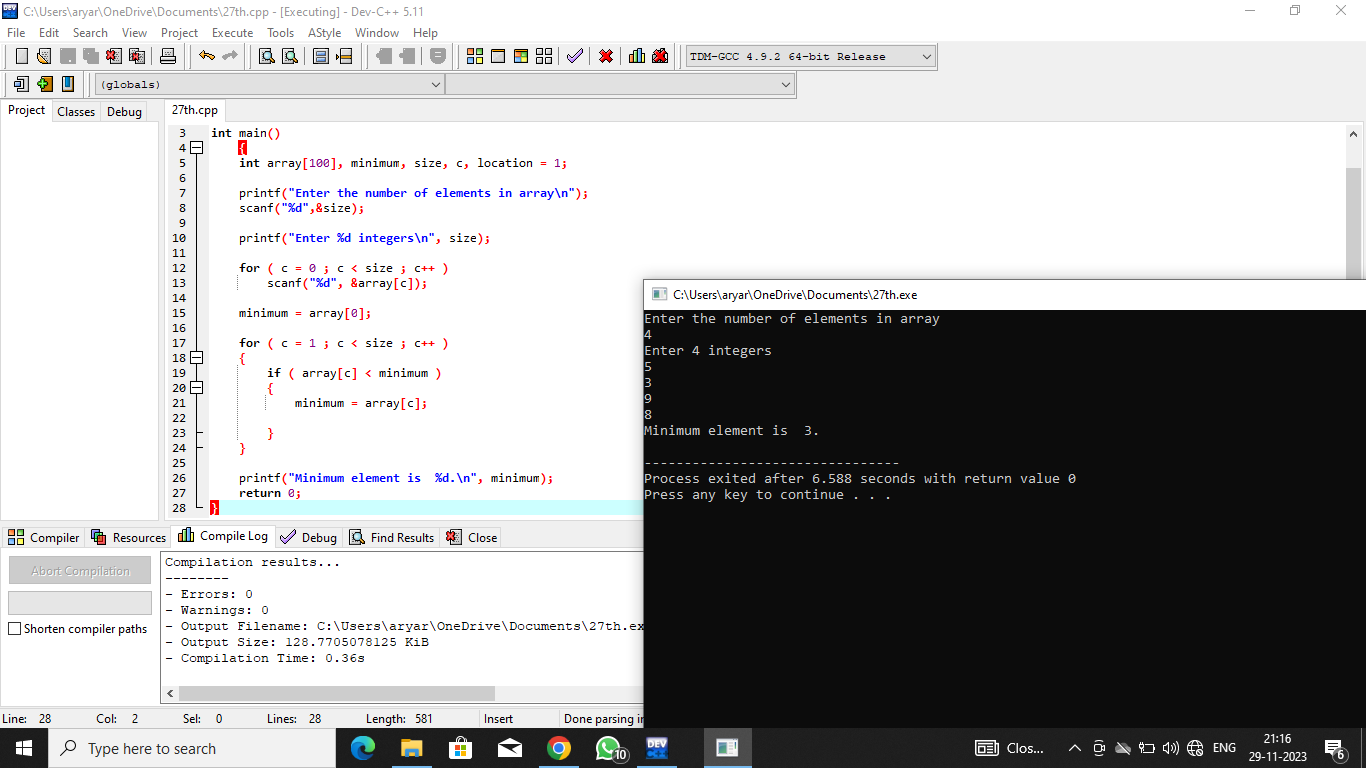 C:\Users\aryar\OneDrive\Documents\27th.cpp - [Executing] - Dev-C++ 5.11
File Edit Search View Project Execute Tools AStyle Window Help
TDM-GCC 4.9.2 64-bit Release
(globals)
Project Classes Debug
27th.cpp
3 int main()
4 {
5 int array[100], minimum, size, c, location = 1;
6
7 printf("Enter the number of elements in array\n");
8 scanf("%d",&size);
9
10 printf("Enter %d integers\n", size);
11
12 for ( c = 0 ; c < size ; c++ )
13 scanf("%d", &array[c]);
14
15 minimum = array[0];
16
17 for ( c = 1 ; c < size ; c++ )
18 {
19 if ( array[c] < minimum )
20 {
21 minimum = array[c];
22
23 }
24 }
25
26 printf("Minimum element is  %d.\n", minimum);
27 return 0;
28 }
C:\Users\aryar\OneDrive\Documents\27th.exe
Enter the number of elements in array
4
Enter 4 integers
5
3
9
8
Minimum element is  3.
--------------------------------
Process exited after 6.588 seconds with return value 0
Press any key to continue . . .
Compiler Resources Compile Log Debug Find Results Close
Abort Compilation
Shorten compiler paths
Compilation results...
--------
- Errors: 0
- Warnings: 0
- Output Filename: C:\Users\aryar\OneDrive\Documents\27th.ex
- Output Size: 128.7705078125 KiB
- Compilation Time: 0.36s
Line: 28 Col: 2 Sel: 0 Lines: 28 Length: 581 Insert Done parsing in
Type here to search
DEV
10
Clos...
ENG
21:16
29-11-2023
6